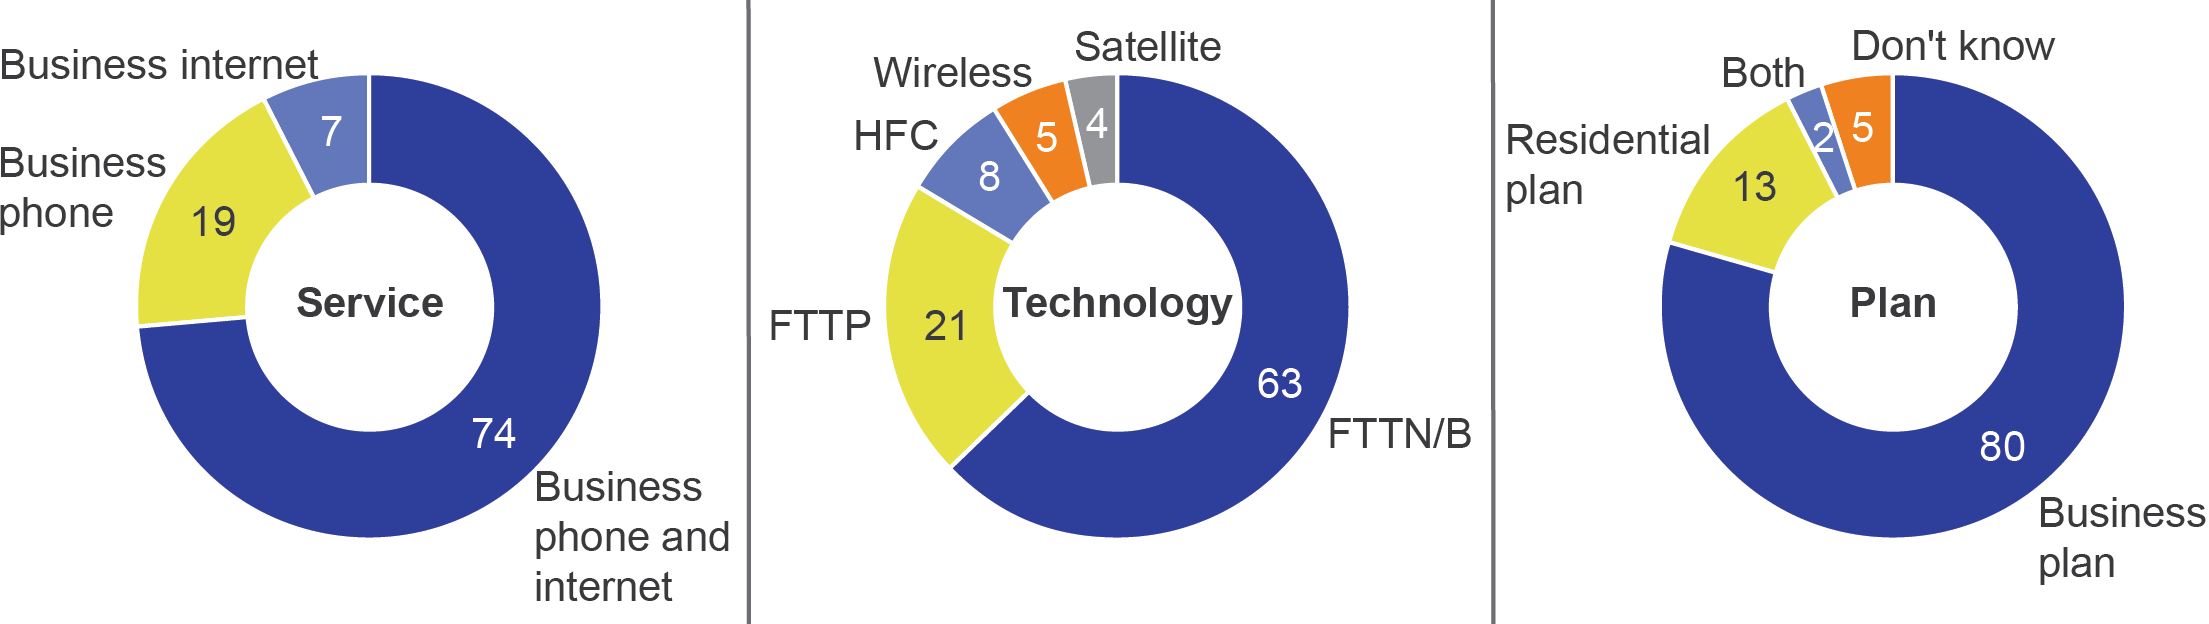 Business internet
7
Business
phone
19
Service
74
Business
phone and
internet
Satellite
Wireless
HFC
4
5
8
FTTP
21
Technology
63
FTTN/B
Don't know
Both
Residential
plan
5
2
13
Plan
80
Business
plan